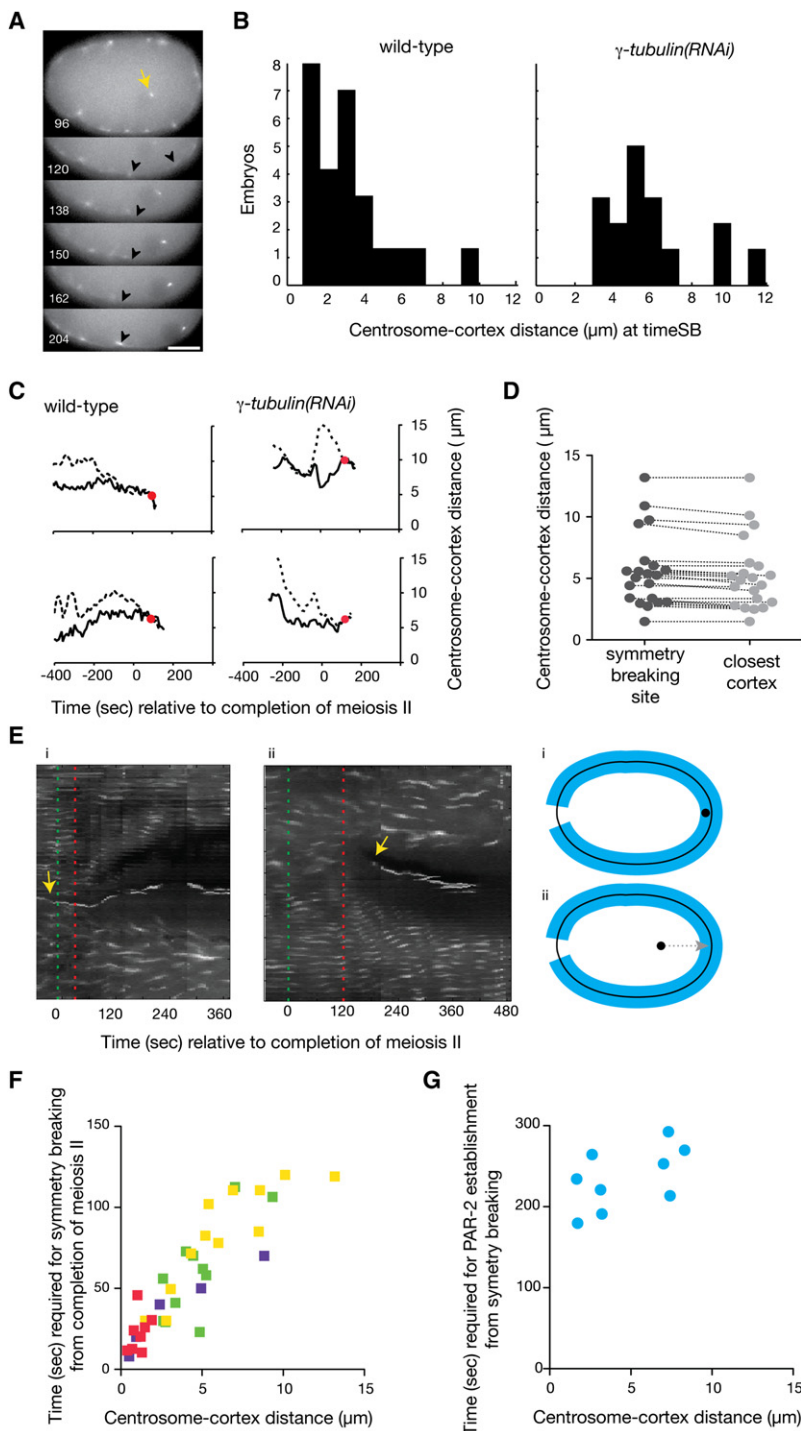 A
96
120
138
150
162
204
B
wild-type
γ-tubulin(RNAi)
Embryos
8
7
6
5
4
3
2
1
0
0 2 4 6 8 10 12
0 2 4 6 8 10 12
Centrosome-cortex distance (μm) at timeSB
C
wild-type
γ-tubulin(RNAi)
15
10
5
0
15
10
5
0
Centrosome-ccortex distance ( μm)
-400 -200 0 200
-400 -200 0 200
Time (sec) relative to completion of meiosis II
D
Centrosome-ccortex distance ( μm)
15
10
5
0
symmetry
breaking
site
closest
cortex
E
i
ii
0 120 240 360
0 120 240 360 480
Time (sec) relative to completion of meiosis II
i
ii
F
Time (sec) required for symmetry breaking
from completion of meiosis II
150
100
50
0
0 5 10 15
Centrosome-cortex distance (μm)
G
Time (sec) required for PAR-2 establishment
from symetry breaking
300
200
100
0
0 5 10 15
Centrosome-cortex distance (μm)